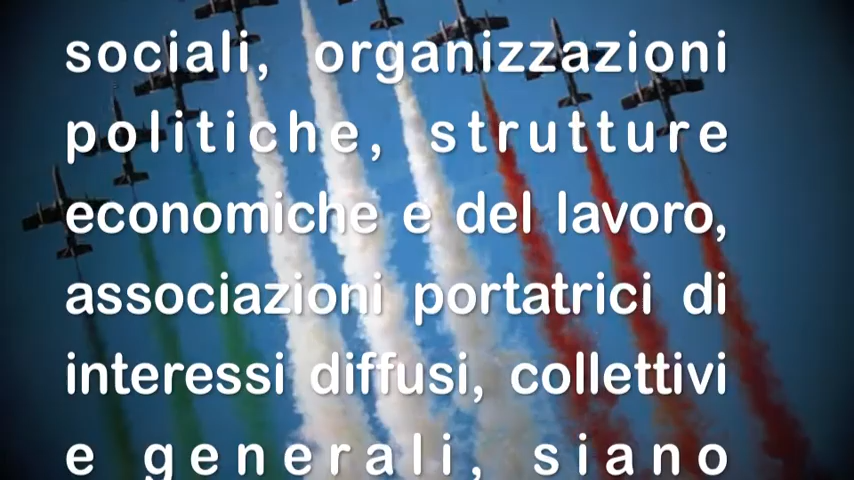 sociali, organizzazioni
politiche, strutture
economiche e del lavoro,
associazioni portatrici di
interessi diffusi, collettivi
e generali, siano